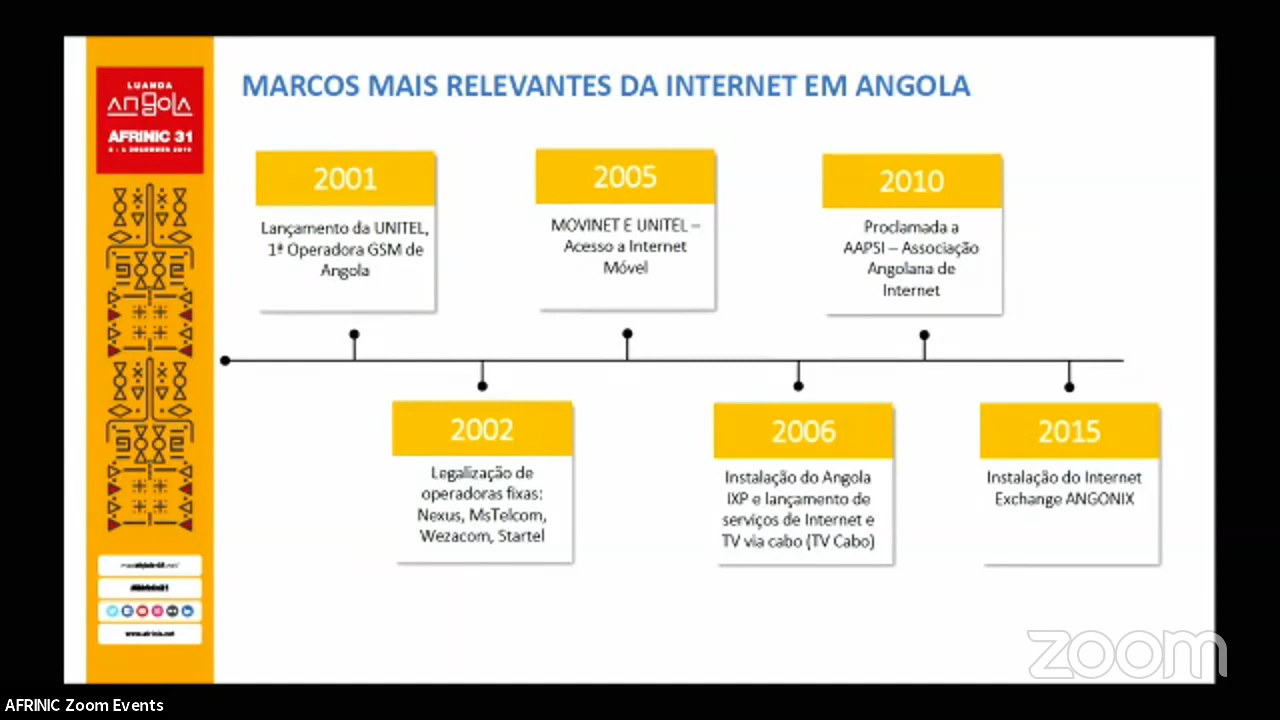 LUANDA
angola
AFRINIC 31
MARCOS MAIS RELEVANTES DA INTERNET EM ANGOLA
2001
Lançamento da UNITEL,
1ª Operadora GSM de
Angola
2005
MOVINET E UNITEL –
Acesso a Internet
Móvel
2010
Proclamada a
AAPSI – Associação
Angolana de
Internet
2002
Legalização de
operadoras fixas:
Nexus, MsTelcom,
Wezacom, Startel
2006
Instalação do Angola
IXP e lançamento de
serviços de Internet e
TV via cabo (TV Cabo)
2015
Instalação do Internet
Exchange ANGONIX
www.afrinic.net
zoom
AFRINIC Zoom Events